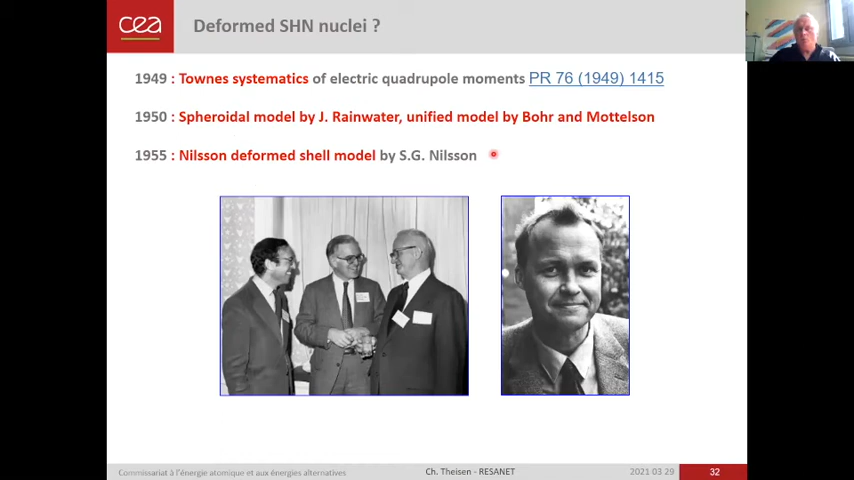 cea
Deformed SHN nuclei ?
1949 : Townes systematics of electric quadrupole moments PR 76 (1949) 1415
1950 : Spheroidal model by J. Rainwater, unified model by Bohr and Mottelson
1955 : Nilsson deformed shell model by S.G. Nilsson
Commissariat à l'énergie atomique et aux énergies alternatives
Ch. Theisen - RESANET
2021 03 29
32